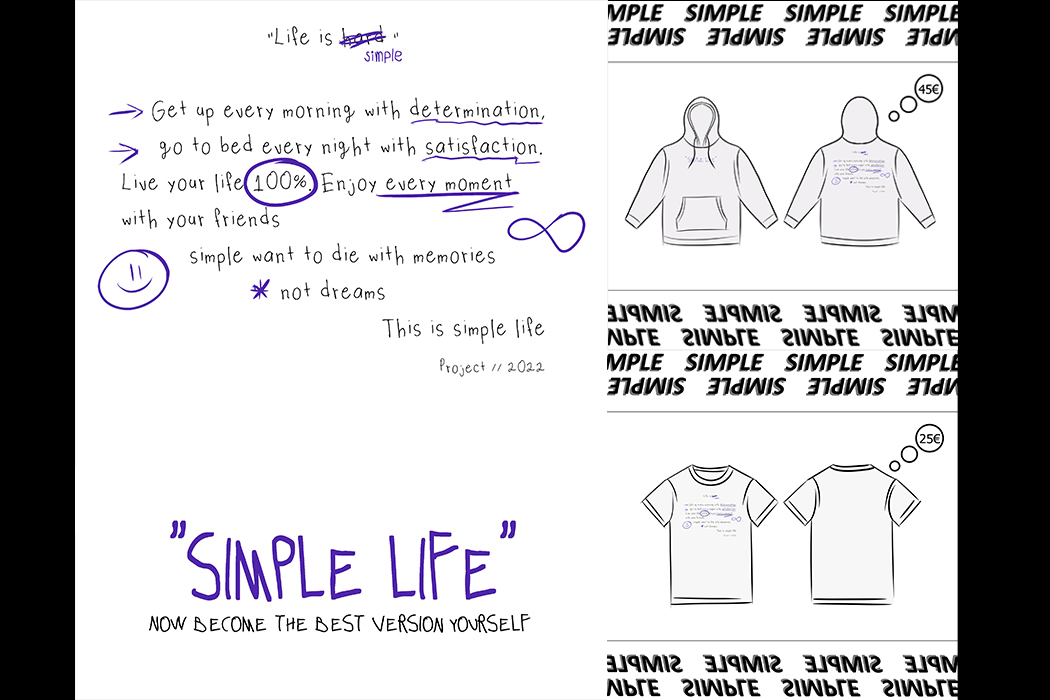 "Life is hard "
simple
→ Get up every morning with determination,
→ go to bed every night with satisfaction.
Live your life 100%. Enjoy every moment
with your friends
simple want to die with memories
* not dreams
This is simple life
Project // 2022
"SIMPLE LIFE"
NOW BECOME THE BEST VERSION YOURSELF
SIMPLE SIMPLE SIMPLE SIMPLE
SIMPLE SIMPLE SIMPLE SIMPLE
45€
"SIMPLE LIFE"
SIMPLE SIMPLE SIMPLE SIMPLE
SIMPLE SIMPLE SIMPLE SIMPLE
SIMPLE SIMPLE SIMPLE SIMPLE
SIMPLE SIMPLE SIMPLE SIMPLE
25€
SIMPLE SIMPLE SIMPLE SIMPLE
SIMPLE SIMPLE SIMPLE SIMPLE